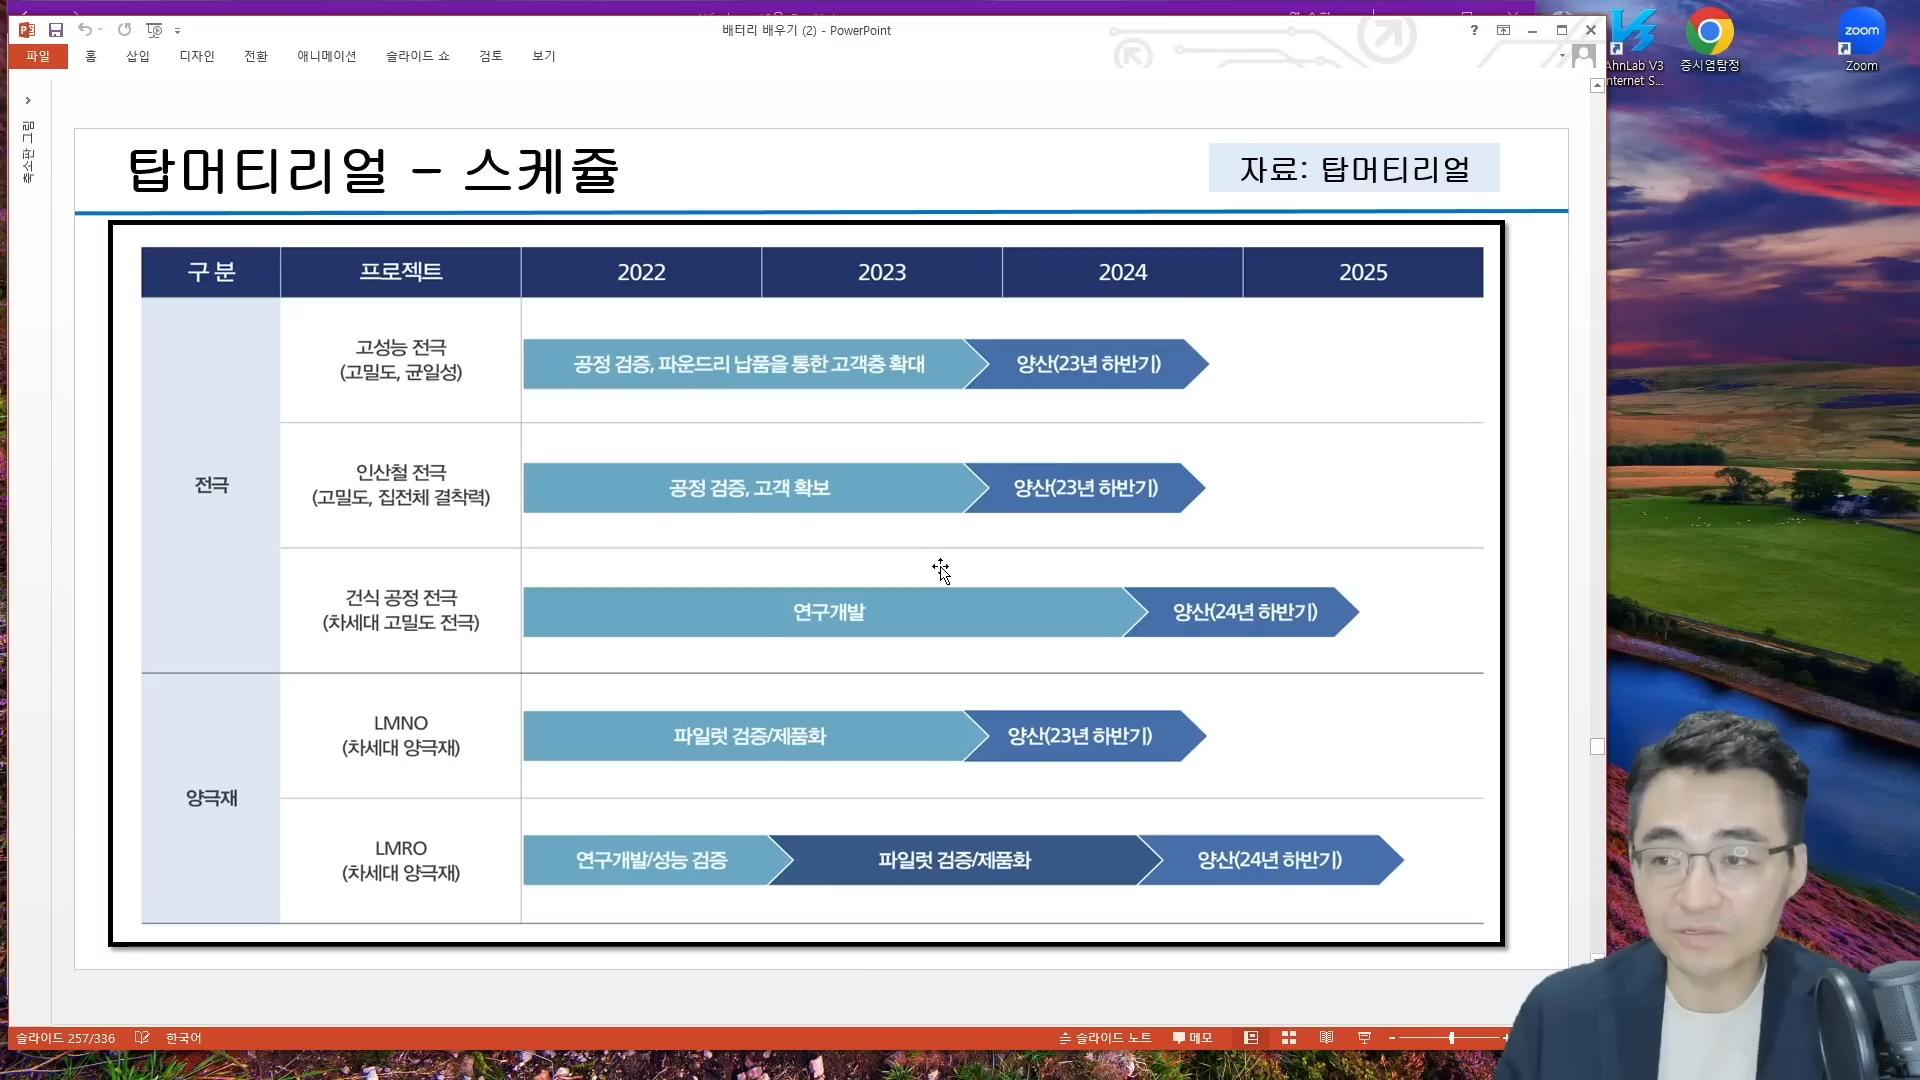 배터리 배우기 (2) - PowerPoint
파일 홈 삽입 디자인 전환 애니메이션 슬라이드 쇼 검토 보기
AhnLab V3
Internet S...
증시염탐정
zoom
Zoom
축소판 그림
탑머티리얼 – 스케쥴
자료: 탑머티리얼
구 분 프로젝트 2022 2023 2024 2025
전극
고성능 전극
(고밀도, 균일성)
공정 검증, 파운드리 납품을 통한 고객층 확대 양산(23년 하반기)
인산철 전극
(고밀도, 집전체 결착력)
공정 검증, 고객 확보 양산(23년 하반기)
건식 공정 전극
(차세대 고밀도 전극)
연구개발 양산(24년 하반기)
양극재
LMNO
(차세대 양극재)
파일럿 검증/제품화 양산(23년 하반기)
LMRO
(차세대 양극재)
연구개발/성능 검증 파일럿 검증/제품화 양산(24년 하반기)
슬라이드 257/336 한국어 슬라이드 노트 메모